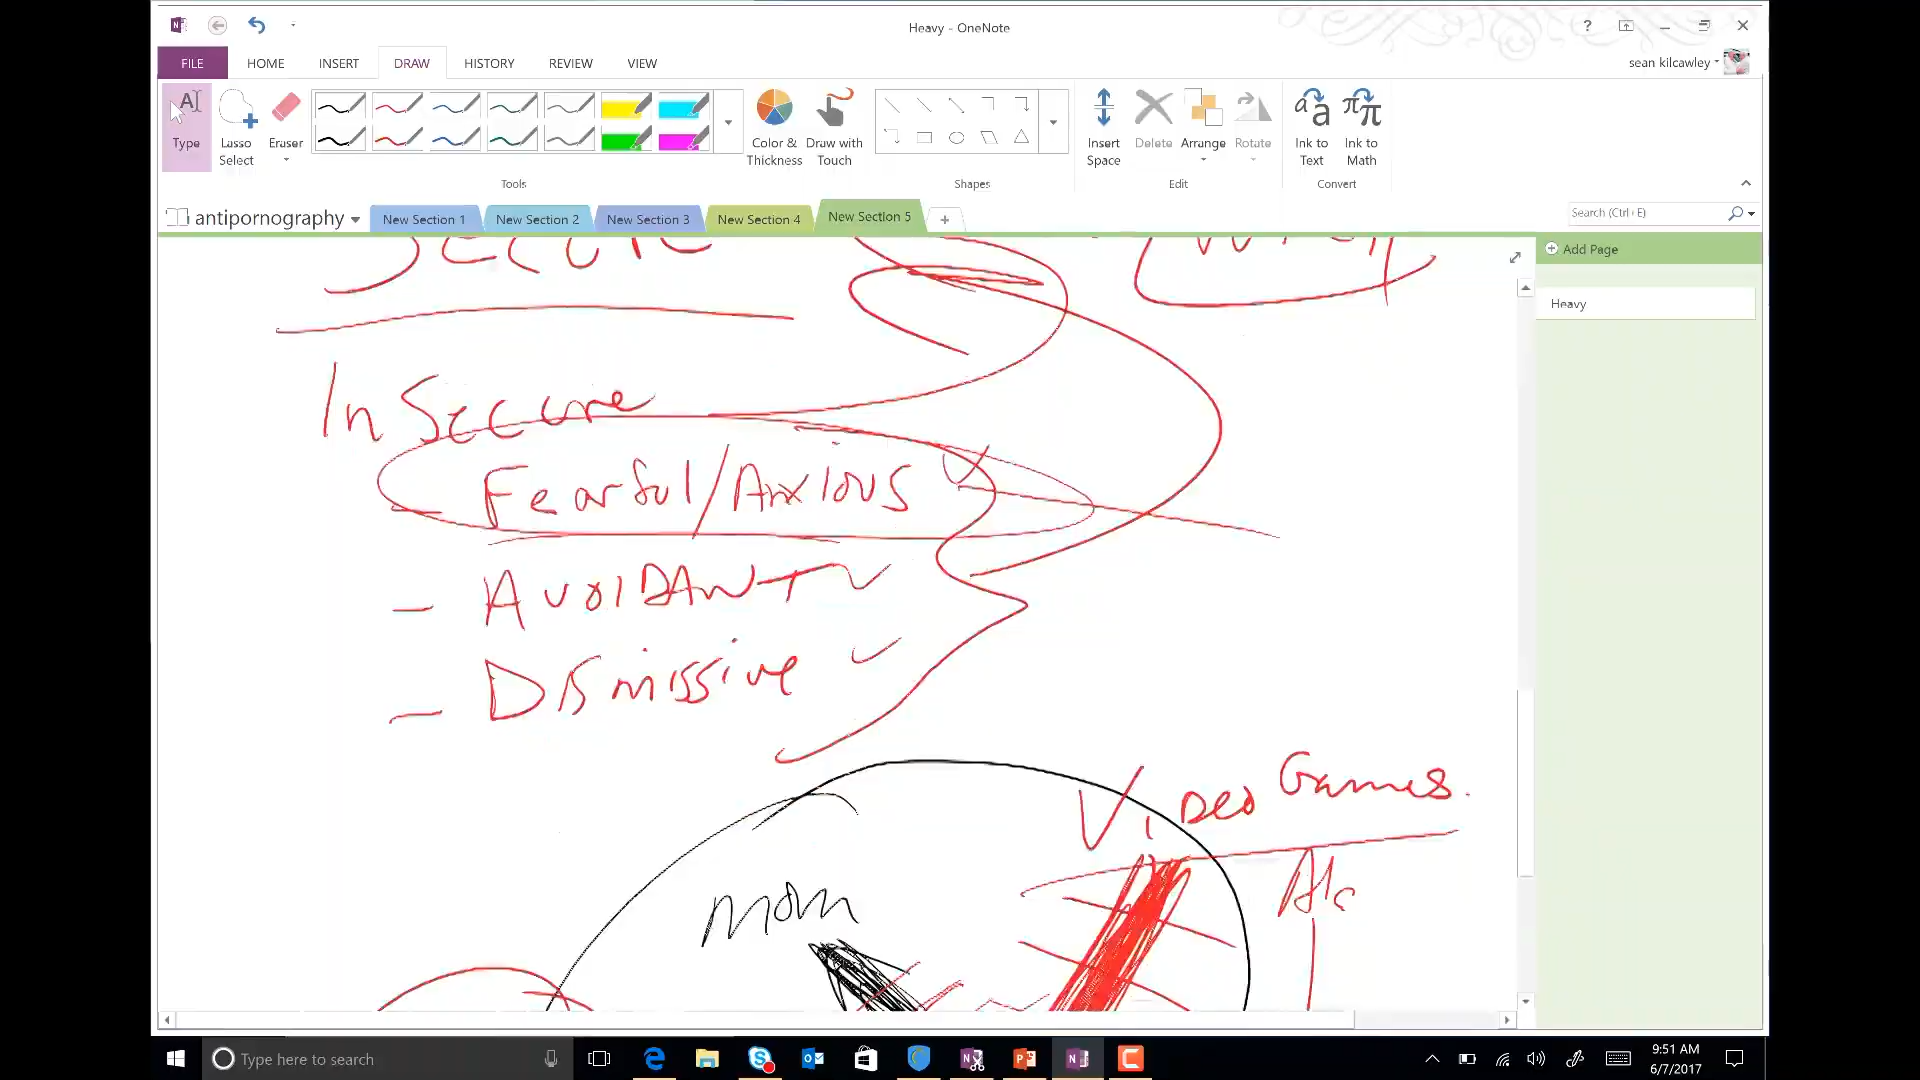 Heavy - OneNote
?
FILE HOME INSERT DRAW HISTORY REVIEW VIEW
sean kilcawley
Type
Lasso Select
Eraser
Color & Thickness
Draw with Touch
Insert Space
Delete
Arrange
Rotate
Ink to Text
Ink to Math
Tools
Shapes
Edit
Convert
antipornography
New Section 1
New Section 2
New Section 3
New Section 4
New Section 5
Search (Ctrl+E)
Add Page
Heavy
Secure
InSecure
- Fearful/Anxious
- AvoiDANT
- DISmissive
ViDeo Games.
Alc
mom
Type here to search
9:51 AM
6/7/2017